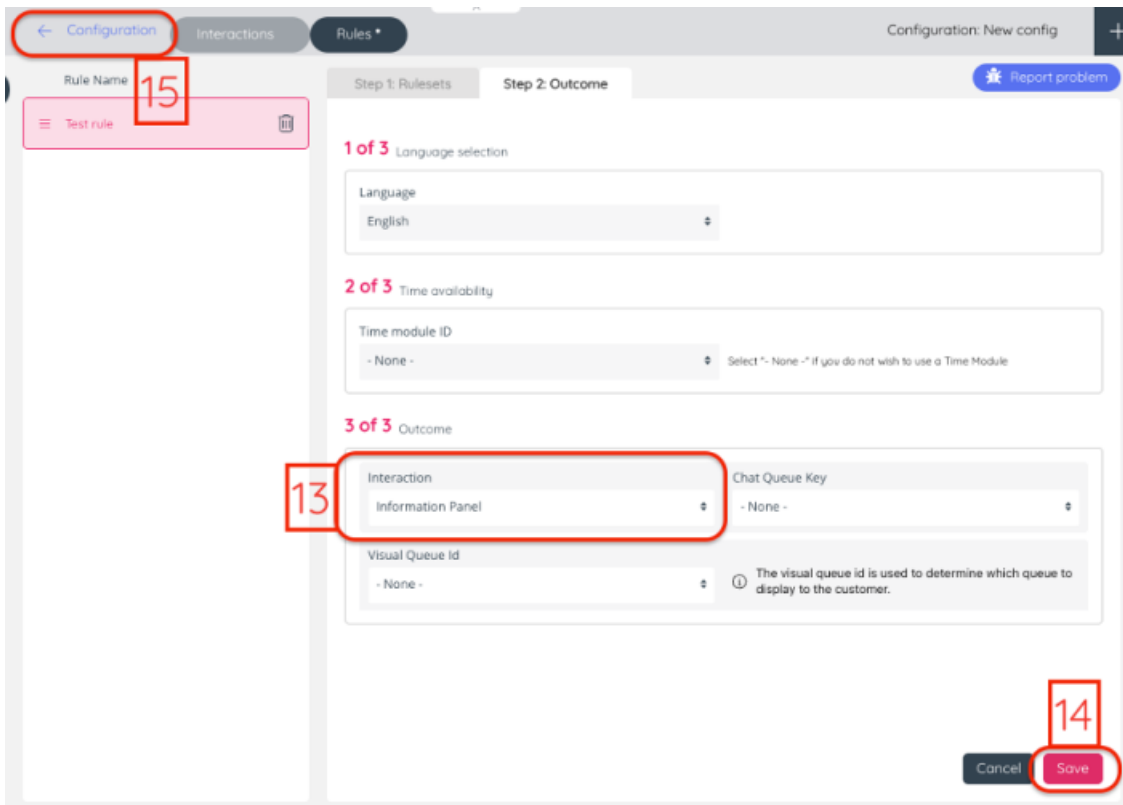 ← Configuration
Interactions
Rules *
Configuration: New config
+
Rule Name
15
Test rule
Step 1: Rulesets
Step 2: Outcome
Report problem
1 of 3 Language selection
Language
English
2 of 3 Time availability
Time module ID
- None -
Select "- None -" if you do not wish to use a Time Module
3 of 3 Outcome
13
Interaction
Information Panel
Chat Queue Key
- None -
Visual Queue Id
- None -
The visual queue id is used to determine which queue to
display to the customer.
14
Cancel
Save